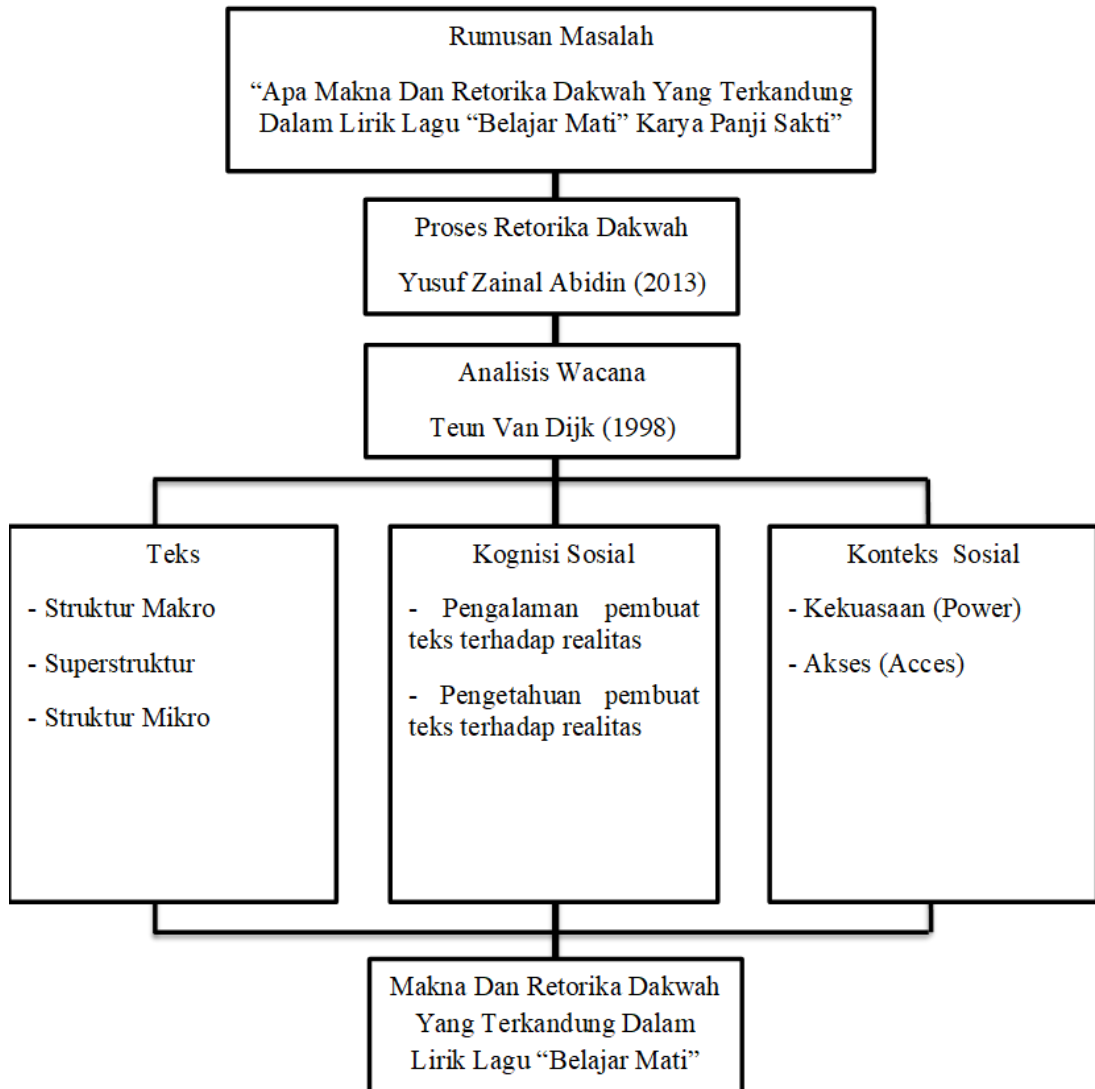 Rumusan Masalah
“Apa Makna Dan Retorika Dakwah Yang Terkandung
Dalam Lirik Lagu “Belajar Mati” Karya Panji Sakti”
Proses Retorika Dakwah
Yusuf Zainal Abidin (2013)
Analisis Wacana
Teun Van Dijk (1998)
Teks
- Struktur Makro
- Superstruktur
- Struktur Mikro
Kognisi Sosial
- Pengalaman pembuat
teks terhadap realitas
- Pengetahuan pembuat
teks terhadap realitas
Konteks Sosial
- Kekuasaan (Power)
- Akses (Acces)
Makna Dan Retorika Dakwah
Yang Terkandung Dalam
Lirik Lagu “Belajar Mati”